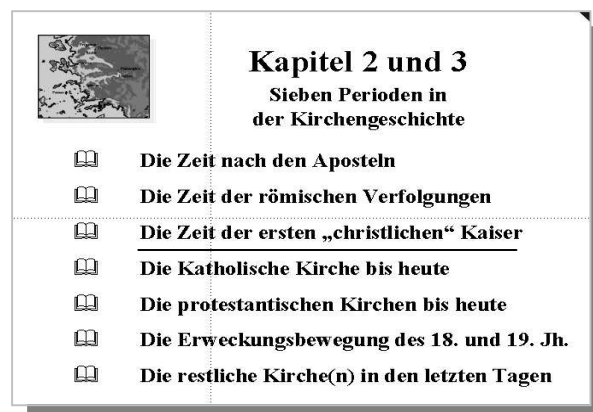 Kapitel 2 und 3
Sieben Perioden in
der Kirchengeschichte
Die Zeit nach den Aposteln
Die Zeit der römischen Verfolgungen
Die Zeit der ersten „christlichen“ Kaiser
Die Katholische Kirche bis heute
Die protestantischen Kirchen bis heute
Die Erweckungsbewegung des 18. und 19. Jh.
Die restliche Kirche(n) in den letzten Tagen